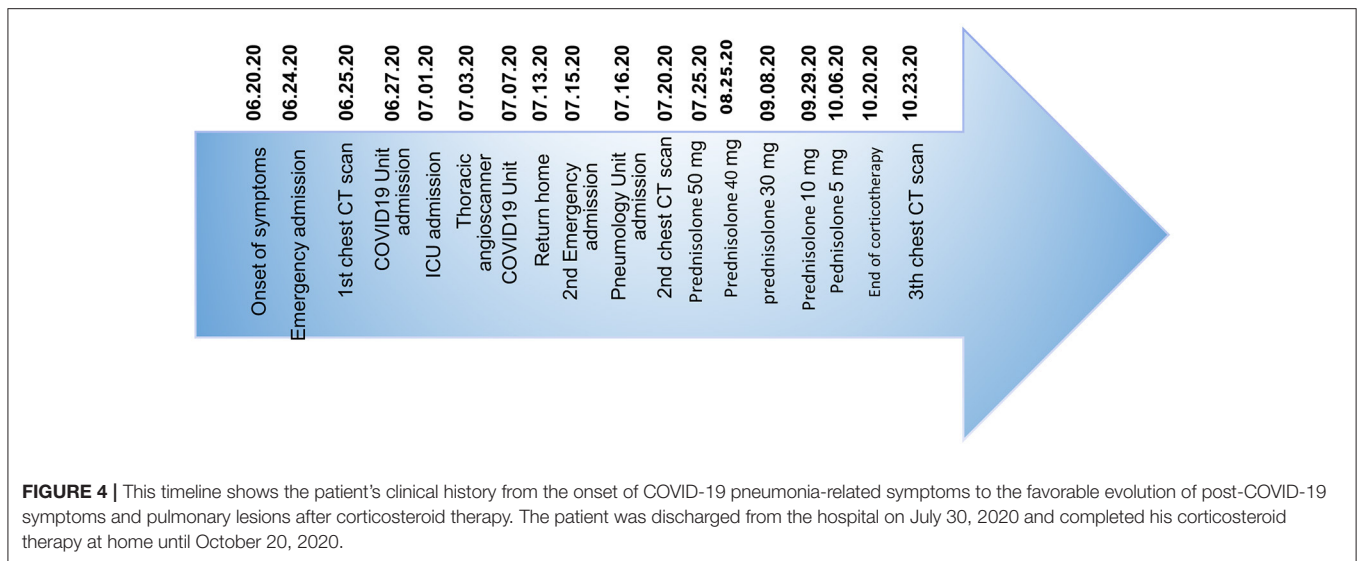 06.20.20
06.24.20
06.25.20
06.27.20
07.01.20
07.03.20
07.07.20
07.13.20
07.15.20
07.16.20
07.20.20
07.25.20
08.25.20
09.08.20
09.29.20
10.06.20
10.20.20
10.23.20
Onset of symptoms
Emergency admission
1st chest CT scan
COVID19 Unit
admission
ICU admission
Thoracic
angioscanner
COVID19 Unit
Return home
2nd Emergency
admission
Pneumology Unit
admission
2nd chest CT scan
Prednisolone 50 mg
Prednisolone 40 mg
prednisolone 30 mg
Prednisolone 10 mg
Pednisolone 5 mg
End of corticotherapy
3th chest CT scan
FIGURE 4 | This timeline shows the patient's clinical history from the onset of COVID-19 pneumonia-related symptoms to the favorable evolution of post-COVID-19
symptoms and pulmonary lesions after corticosteroid therapy. The patient was discharged from the hospital on July 30, 2020 and completed his corticosteroid
therapy at home until October 20, 2020.